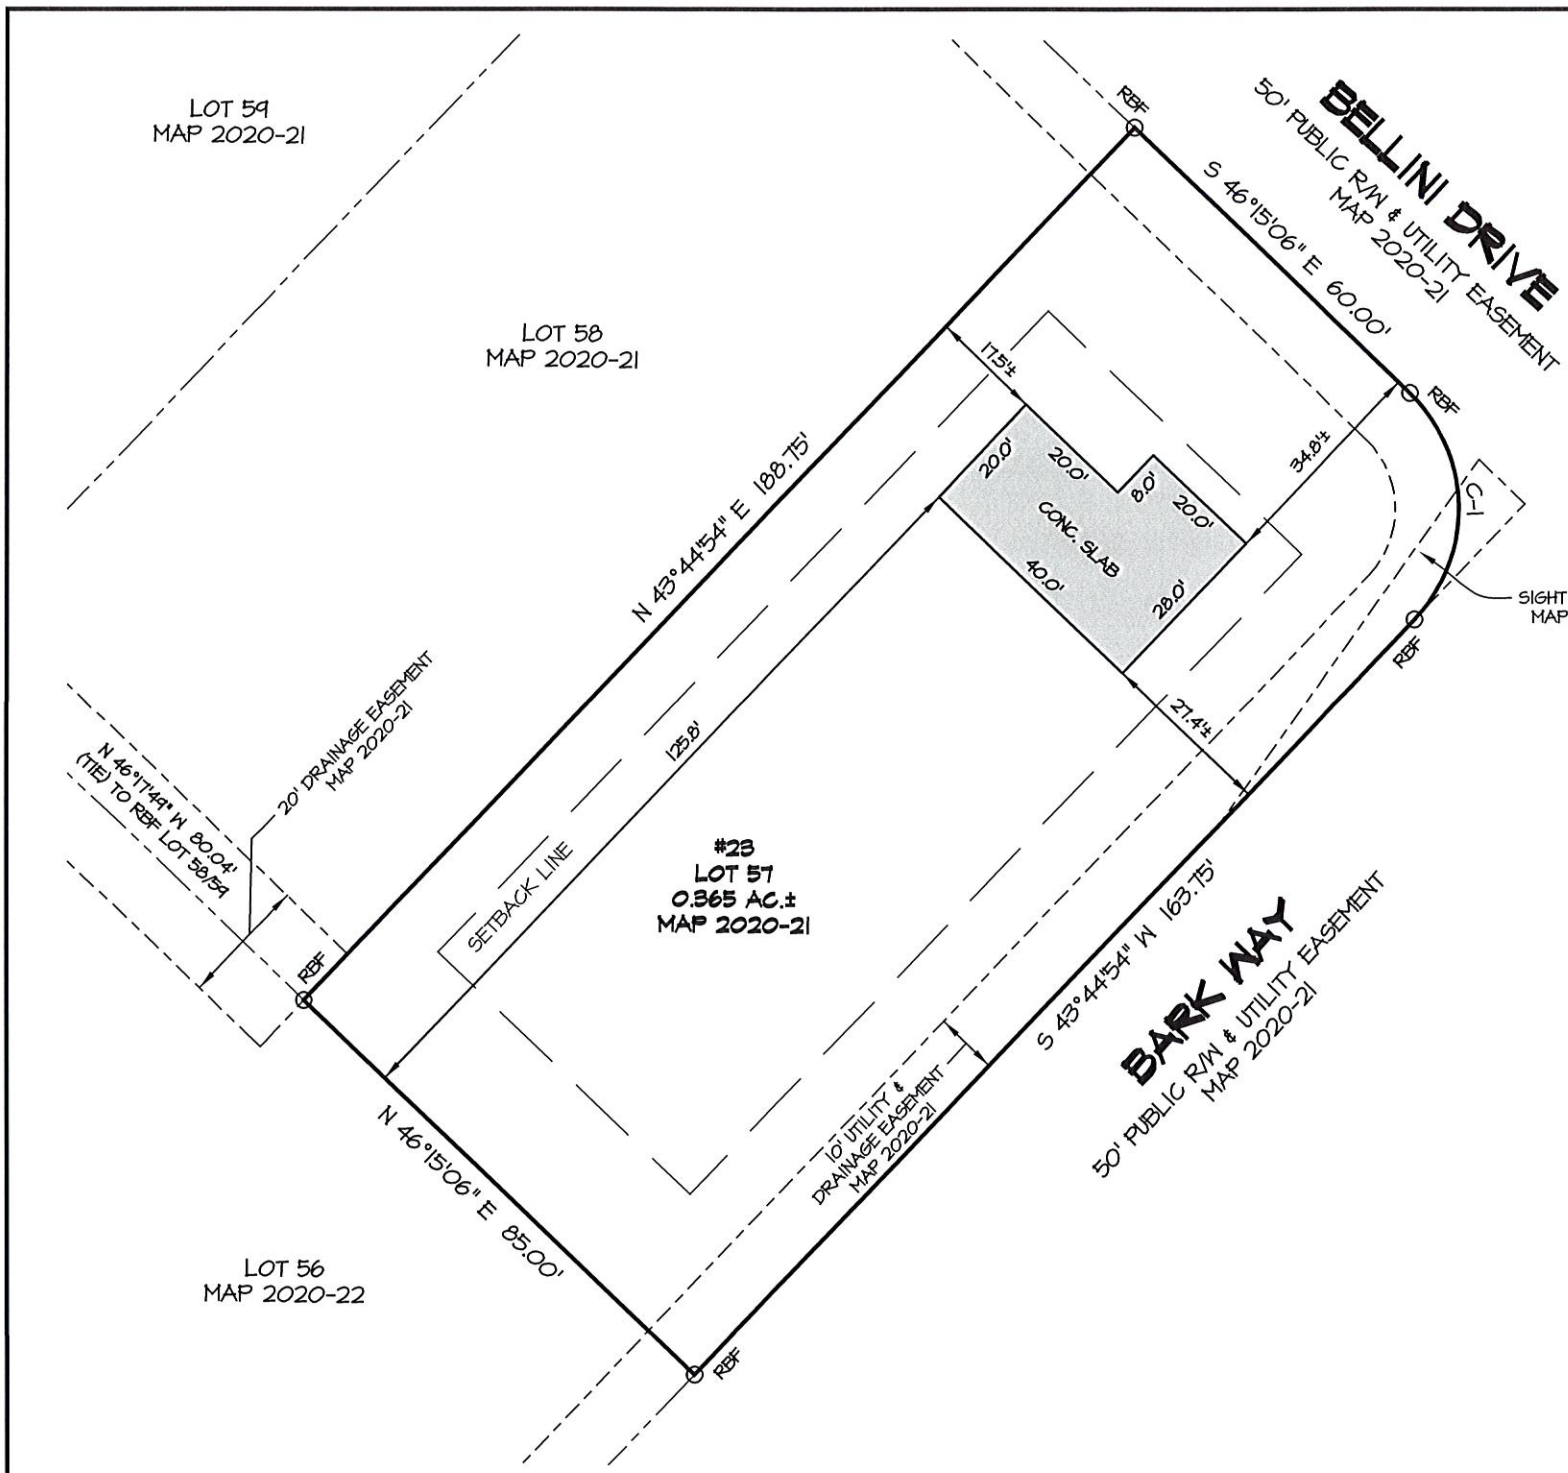 LOT 59
MAP 2020-21
BELLINI DRIVE
50' PUBLIC R/W & UTILITY EASEMENT
MAP 2020-21
RBF
S 46°15'06" E 60.00'
RBF
LOT 58
MAP 2020-21
17.5'±
34.8'±
C-1
20.0'
20.0'
8.0'
20.0'
CONC. SLAB
40.0'
28.0'
N 43°44'54" E 188.75'
SIGHT
MAP
RBF
27.4'±
125.8'
20' DRAINAGE EASEMENT
MAP 2020-21
N 46°17'49" W 80.04'
(TIE) TO RBF LOT 58/59
#23
LOT 57
0.365 AC.±
MAP 2020-21
SETBACK LINE
RBF
S 43°44'54" W 163.75'
BARK WAY
50' PUBLIC R/W & UTILITY EASEMENT
MAP 2020-21
10' UTILITY &
DRAINAGE EASEMENT
MAP 2020-21
N 46°15'06" E 85.00'
LOT 56
MAP 2020-22
RBF